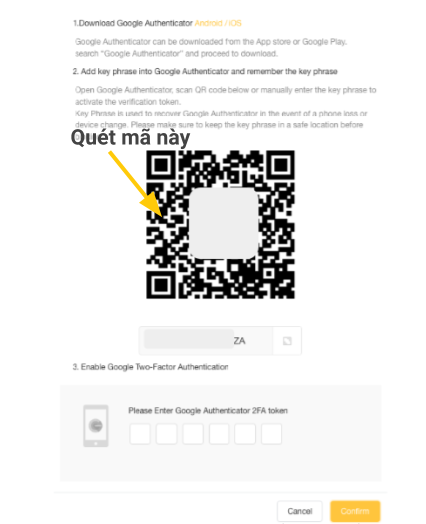 1.Download Google Authenticator Android / IOS
Google Authenticator can be downloaded from the App store or Google Play,
search "Google Authenticator" and proceed to download.
2. Add key phrase into Google Authenticator and remember the key phrase
Open Google Authenticator, scan QR code below or manually enter the key phrase to
activate the verification token.
Key Phrase is used to recover Google Authenticator in the event of a phone loss or
device change. Please make sure to keep the key phrase in a safe location before
Quét mã này
ZA
3. Enable Google Two-Factor Authentication
Please Enter Google Authenticator 2FA token
Cancel
Confirm